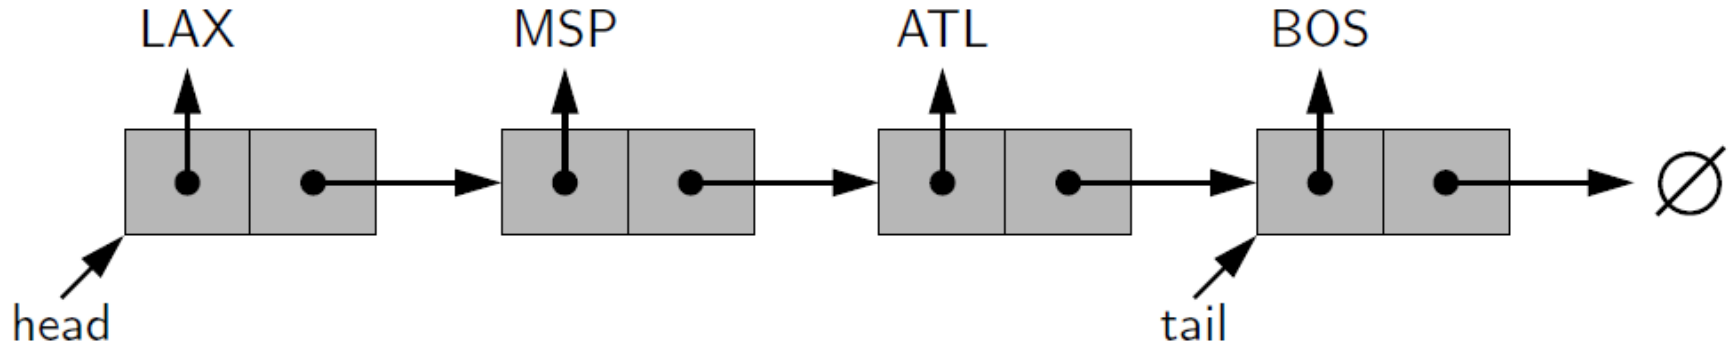 LAX MSP ATL BOS
∅
head tail